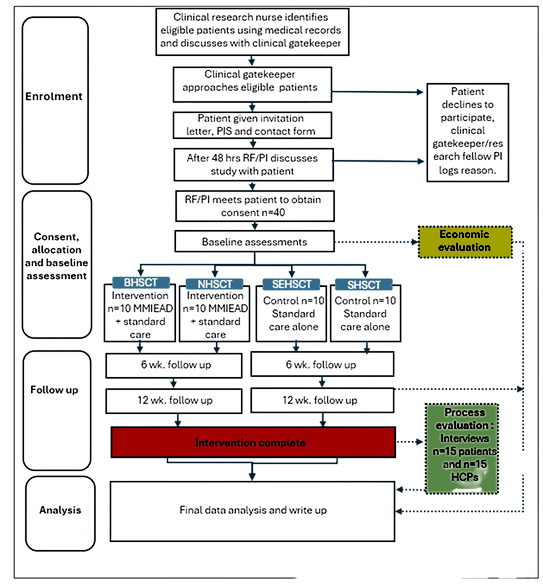 Clinical research nurse identifies
eligible patients using medical records
and discusses with clinical gatekeeper
Enrolment
Clinical gatekeeper
approaches eligible patients
Patient given invitation
letter, PIS and contact form
After 48 hrs RF/PI discusses
study with patient
Patient
declines to
participate,
clinical
gatekeeper/res
earch fellow PI
logs reason.
RF/PI meets patient to obtain
consent n=40
Consent,
allocation
and baseline
assessment
Baseline assessments
Economic
evaluation
BHSCT
Intervention
n=10 MMIEAD
+ standard
care
NHSCT
Intervention
n=10 MMIEAD
+ standard
care
SEHSCT
Control n=10
Standard
care alone
SHSCT
Control n=10
Standard
care alone
Follow up
6 wk. follow up
6 wk. follow up
12 wk. follow up
12 wk. follow up
Process
evaluation :
Interviews
n=15 patients
and n=15
HCPs
Intervention complete
Analysis
Final data analysis and write up